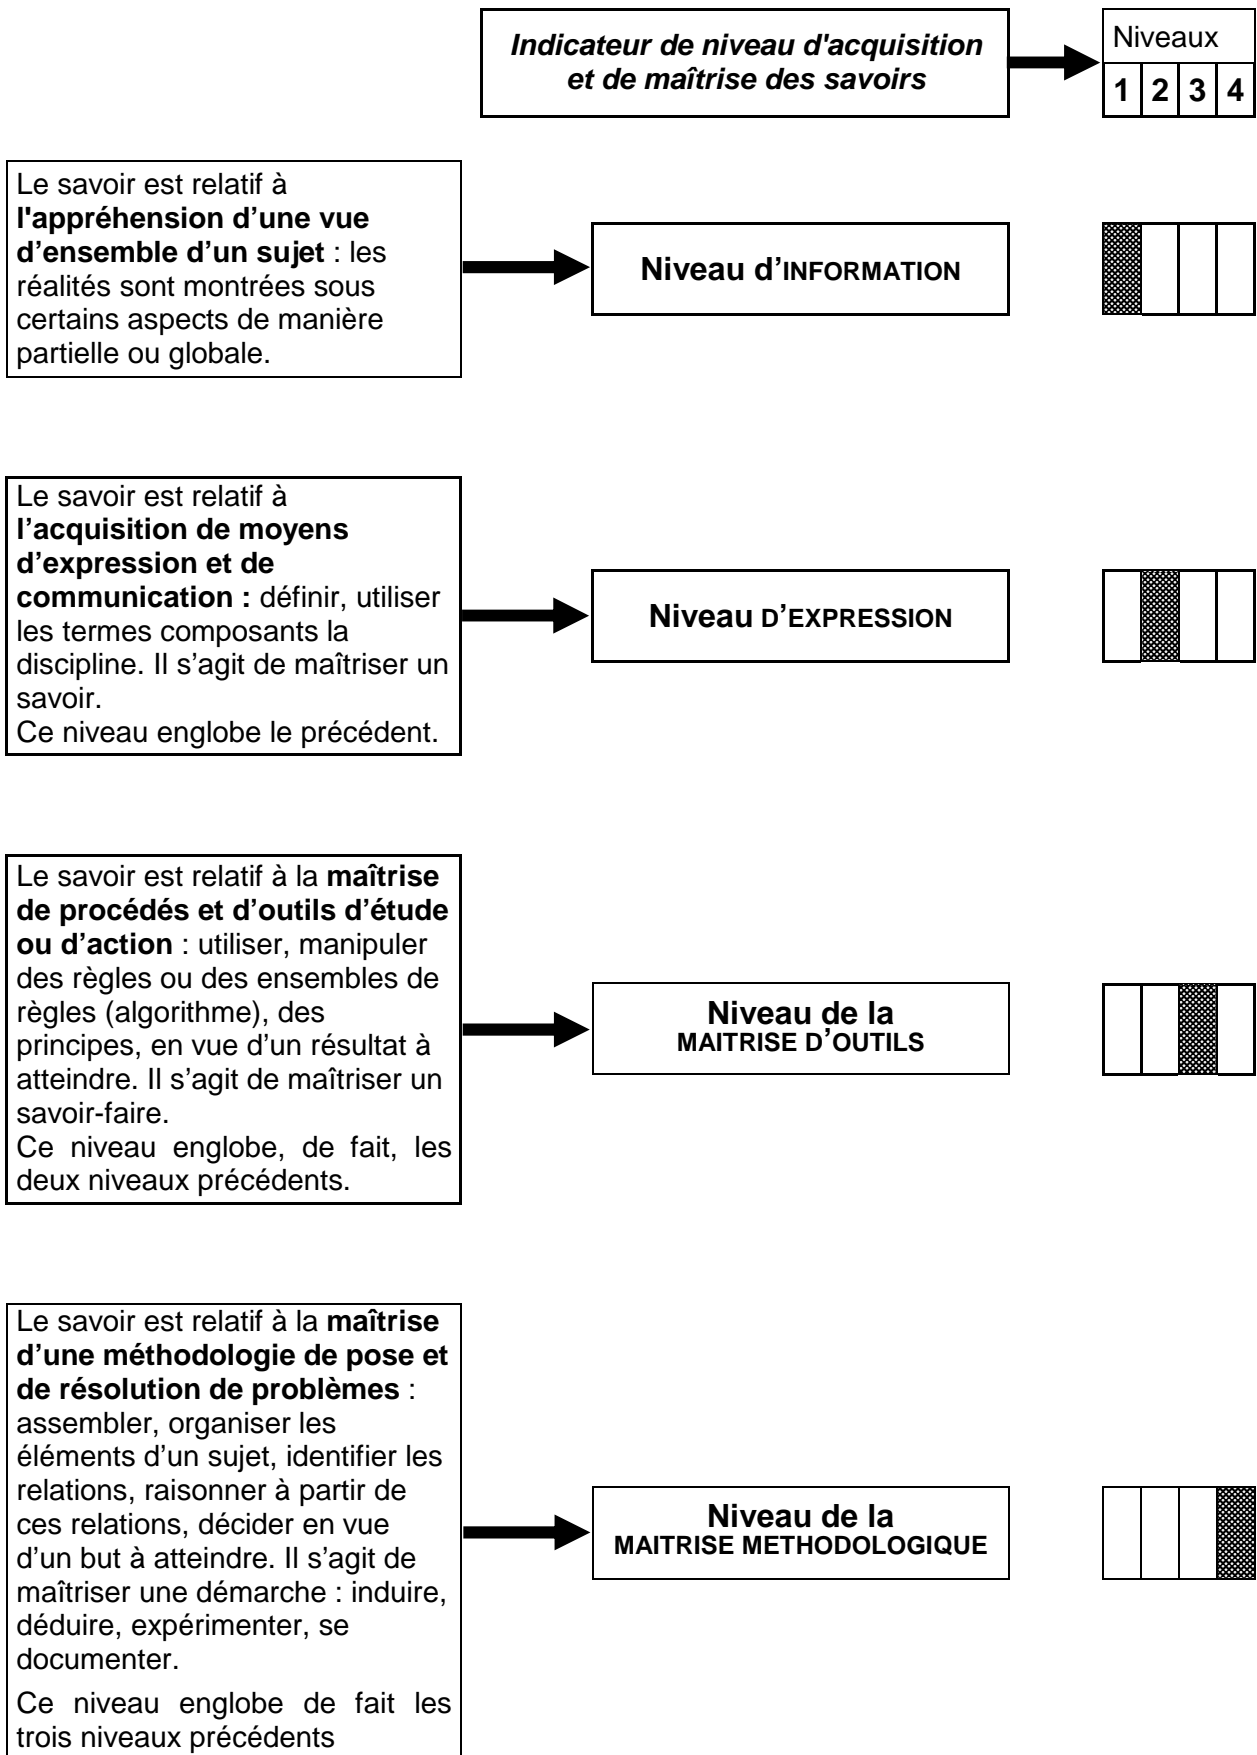 Indicateur de niveau d'acquisition
et de maîtrise des savoirs
Niveaux
1 2 3 4
Le savoir est relatif à
l'appréhension d’une vue
d’ensemble d’un sujet : les
réalités sont montrées sous
certains aspects de manière
partielle ou globale.
Niveau d’INFORMATION
Le savoir est relatif à
l’acquisition de moyens
d’expression et de
communication : définir, utiliser
les termes composants la
discipline. Il s’agit de maîtriser un
savoir.
Ce niveau englobe le précédent.
Niveau D’EXPRESSION
Le savoir est relatif à la maîtrise
de procédés et d’outils d’étude
ou d’action : utiliser, manipuler
des règles ou des ensembles de
règles (algorithme), des
principes, en vue d’un résultat à
atteindre. Il s’agit de maîtriser un
savoir-faire.
Ce niveau englobe, de fait, les
deux niveaux précédents.
Niveau de la
MAITRISE D’OUTILS
Le savoir est relatif à la maîtrise
d’une méthodologie de pose et
de résolution de problèmes :
assembler, organiser les
éléments d’un sujet, identifier les
relations, raisonner à partir de
ces relations, décider en vue
d’un but à atteindre. Il s’agit de
maîtriser une démarche : induire,
déduire, expérimenter, se
documenter.
Ce niveau englobe de fait les
trois niveaux précédents
Niveau de la
MAITRISE METHODOLOGIQUE